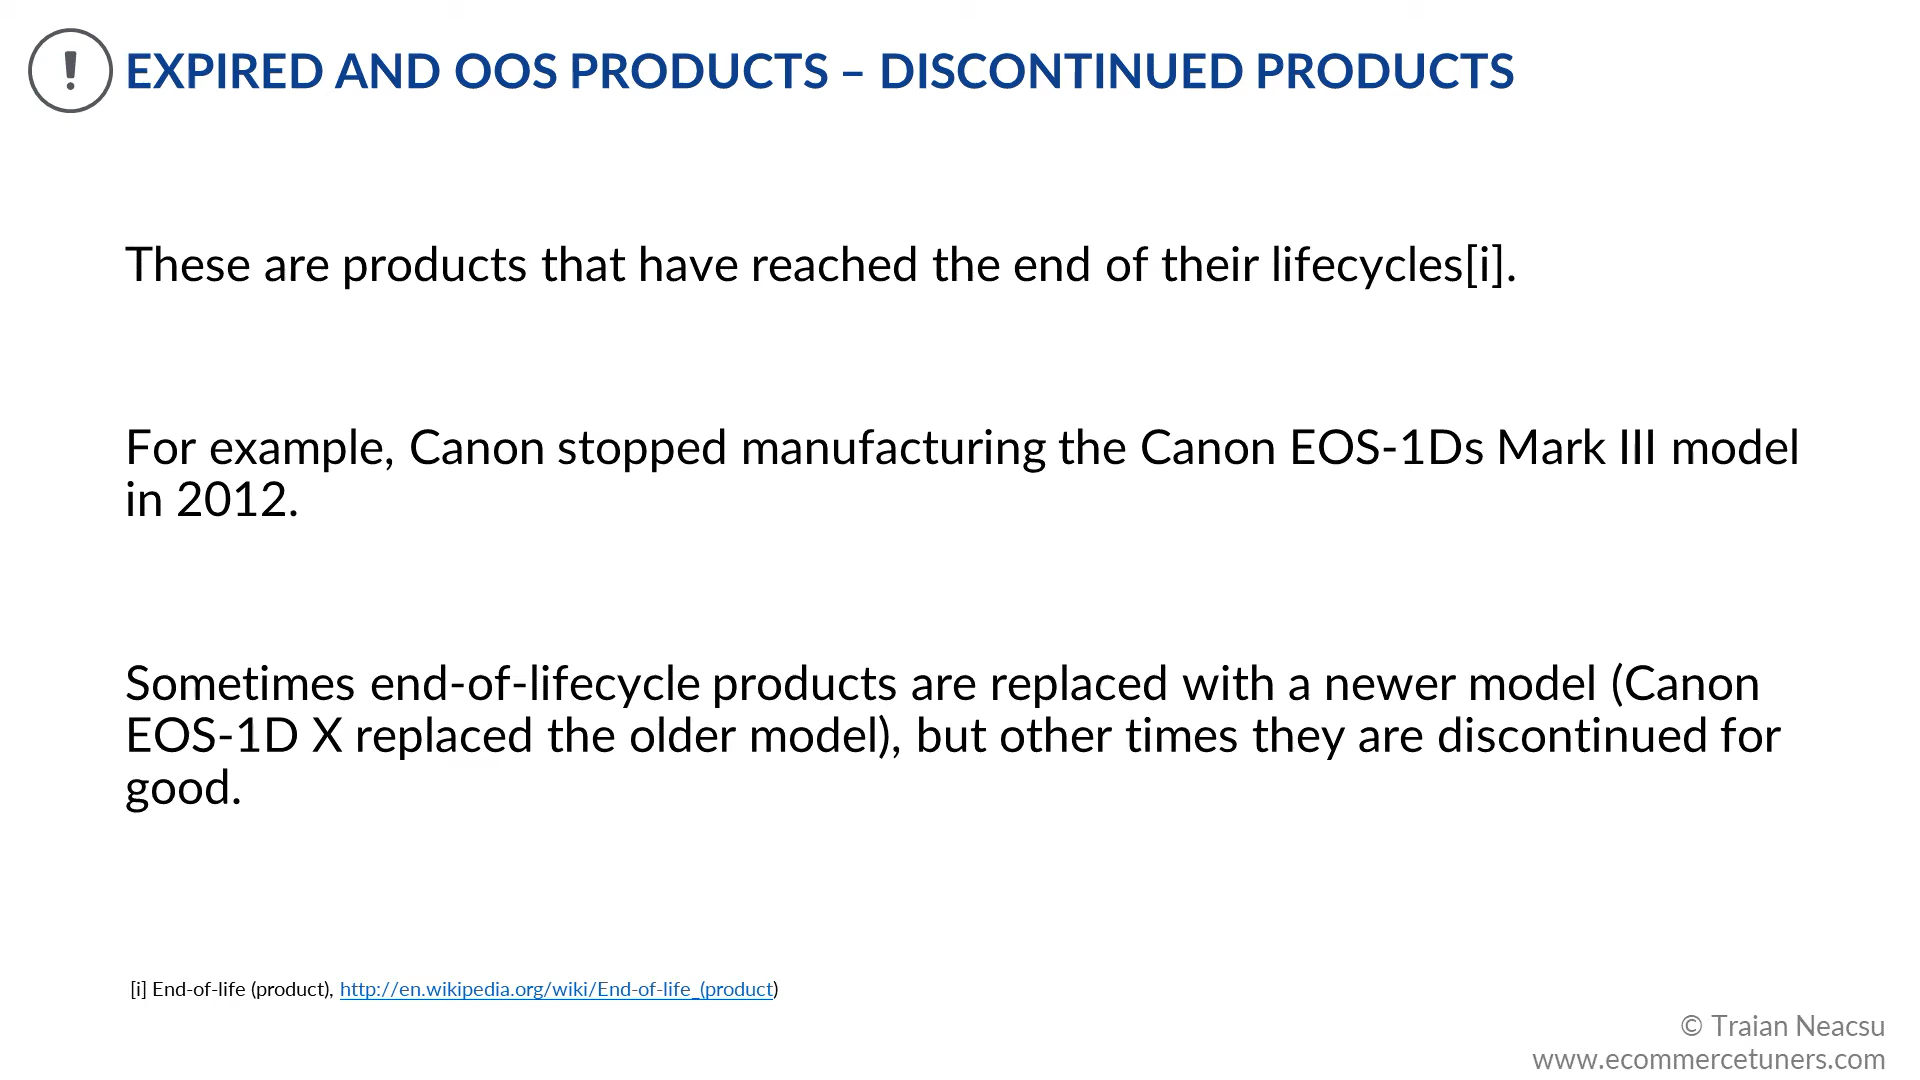 EXPIRED AND OOS PRODUCTS – DISCONTINUED PRODUCTS
These are products that have reached the end of their lifecycles[i].
For example, Canon stopped manufacturing the Canon EOS-1Ds Mark III model
in 2012.
Sometimes end-of-lifecycle products are replaced with a newer model (Canon
EOS-1D X replaced the older model), but other times they are discontinued for
good.
[i] End-of-life (product), http://en.wikipedia.org/wiki/End-of-life_(product)
© Traian Neacsu
www.ecommercetuners.com